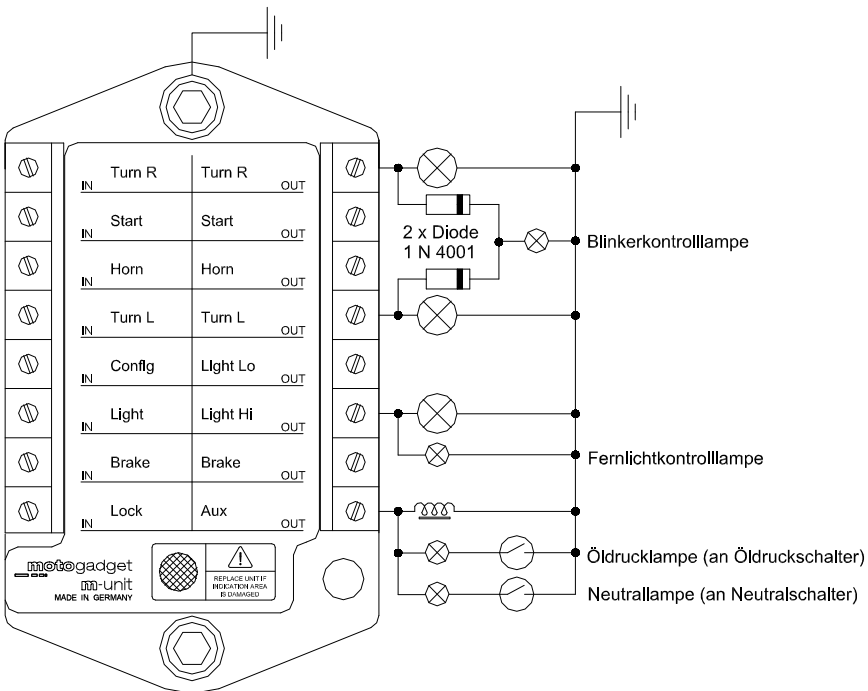 Turn R Turn R
IN OUT
Start Start
IN OUT
2 x Diode
1 N 4001
Blinkerkontrolllampe
Horn Horn
IN OUT
Turn L Turn L
IN OUT
Config Light Lo
IN OUT
Light Light Hi
IN OUT
Fernlichtkontrolllampe
Brake Brake
IN OUT
Lock Aux
IN OUT
Öldrucklampe (an Öldruckschalter)
Neutrallampe (an Neutralschalter)
motogadget
m-unit
MADE IN GERMANY
REPLACE UNIT IF
INDICATION AREA
IS DAMAGED